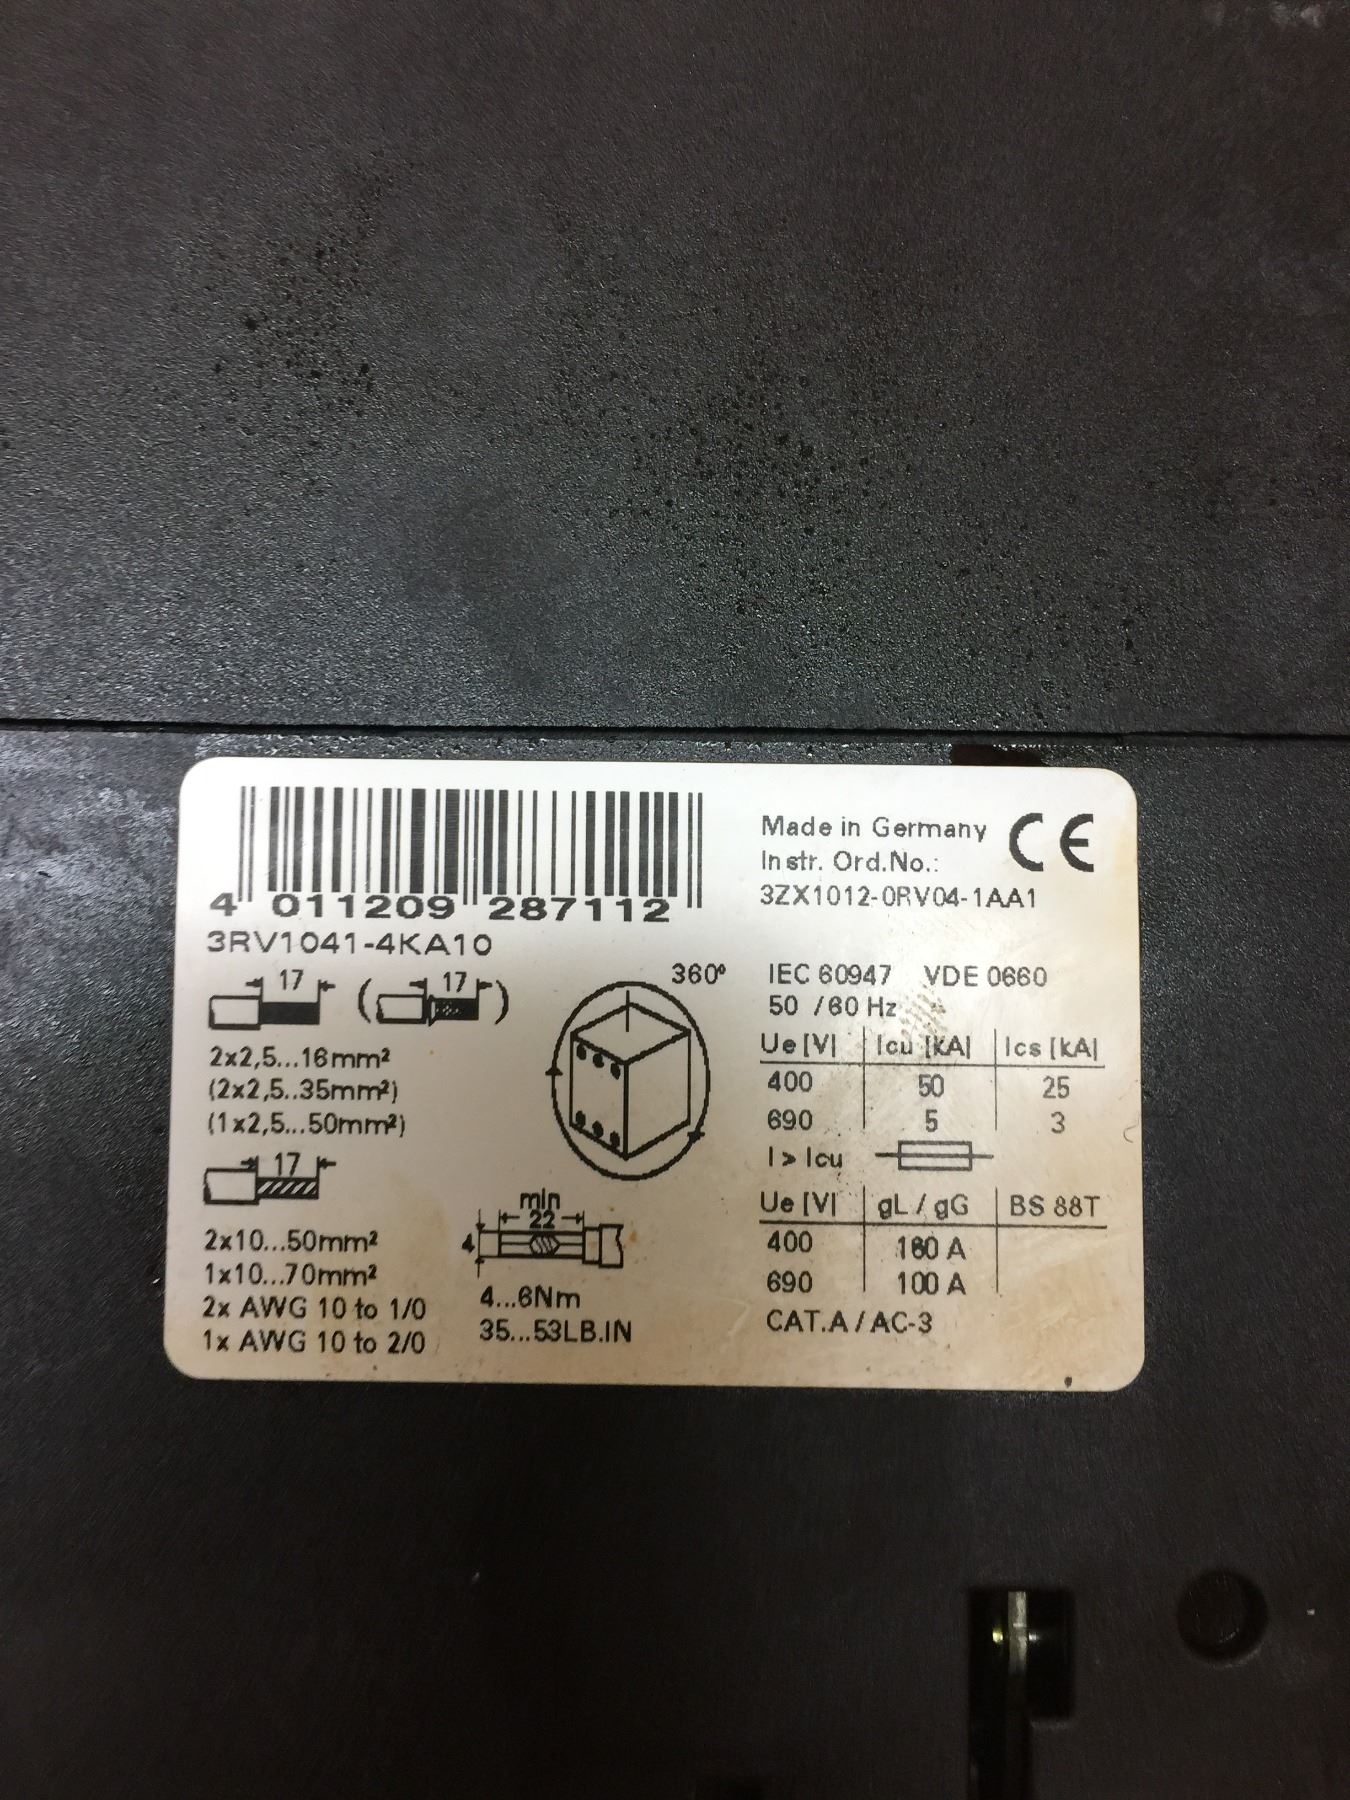 4 011209 287112
3RV1041-4KA10
17 ( 17 )
2x2,5...16mm²
(2x2,5..35mm²)
(1x2,5...50mm²)
17
2x10...50mm²
1x10...70mm²
2x AWG 10 to 1/0
1x AWG 10 to 2/0
360°
min
22
4
4...6Nm
35...53LB.IN
Made in Germany CE
Instr. Ord.No.:
3ZX1012-0RV04-1AA1
IEC 60947 VDE 0660
50 /60 Hz
Ue [V] Icu [kA] Ics [kA]
400 50 25
690 5 3
I > Icu
Ue [V] gL / gG BS 88T
400 160 A
690 100 A
CAT.A / AC-3